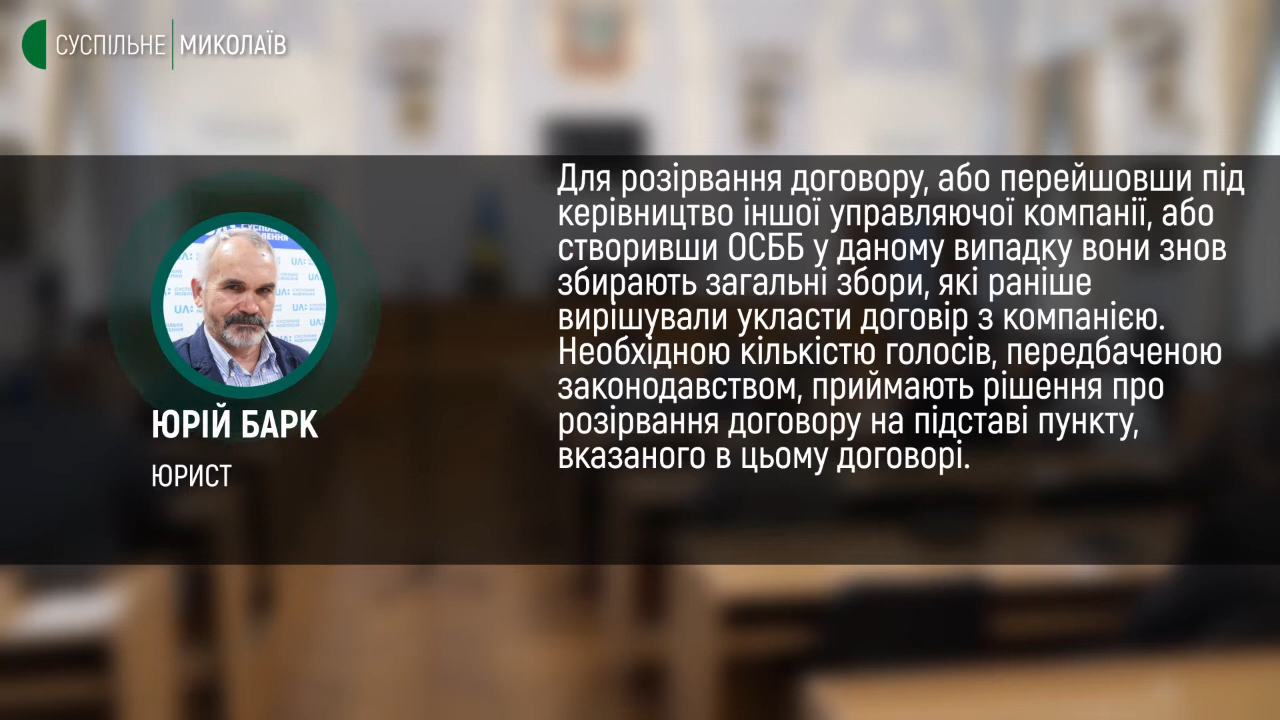 СУСПІЛЬНЕ МИКОЛАЇВ
Для розірвання договору, або перейшовши під
керівництво іншої управляючої компанії, або
створивши ОСББ у даному випадку вони знов
збирають загальні збори, які раніше
вирішували укласти договір з компанією.
Необхідною кількістю голосів, передбаченою
законодавством, приймають рішення про
розірвання договору на підставі пункту,
вказаного в цьому договорі.
ЮРІЙ БАРК
ЮРИСТ